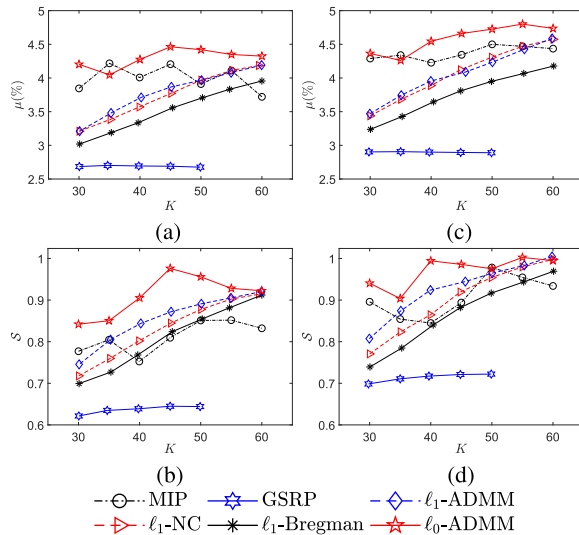 5
4.5
4
3.5
3
2.5
μ(%)
30 40 50 60
K
(a)
5
4.5
4
3.5
3
2.5
μ(%)
30 40 50 60
K
(c)
1
0.9
0.8
0.7
0.6
S
30 40 50 60
K
(b)
1
0.9
0.8
0.7
0.6
S
30 40 50 60
K
(d)
MIP GSRP ℓ₁-ADMM
ℓ₁-NC ℓ₁-Bregman ℓ₀-ADMM